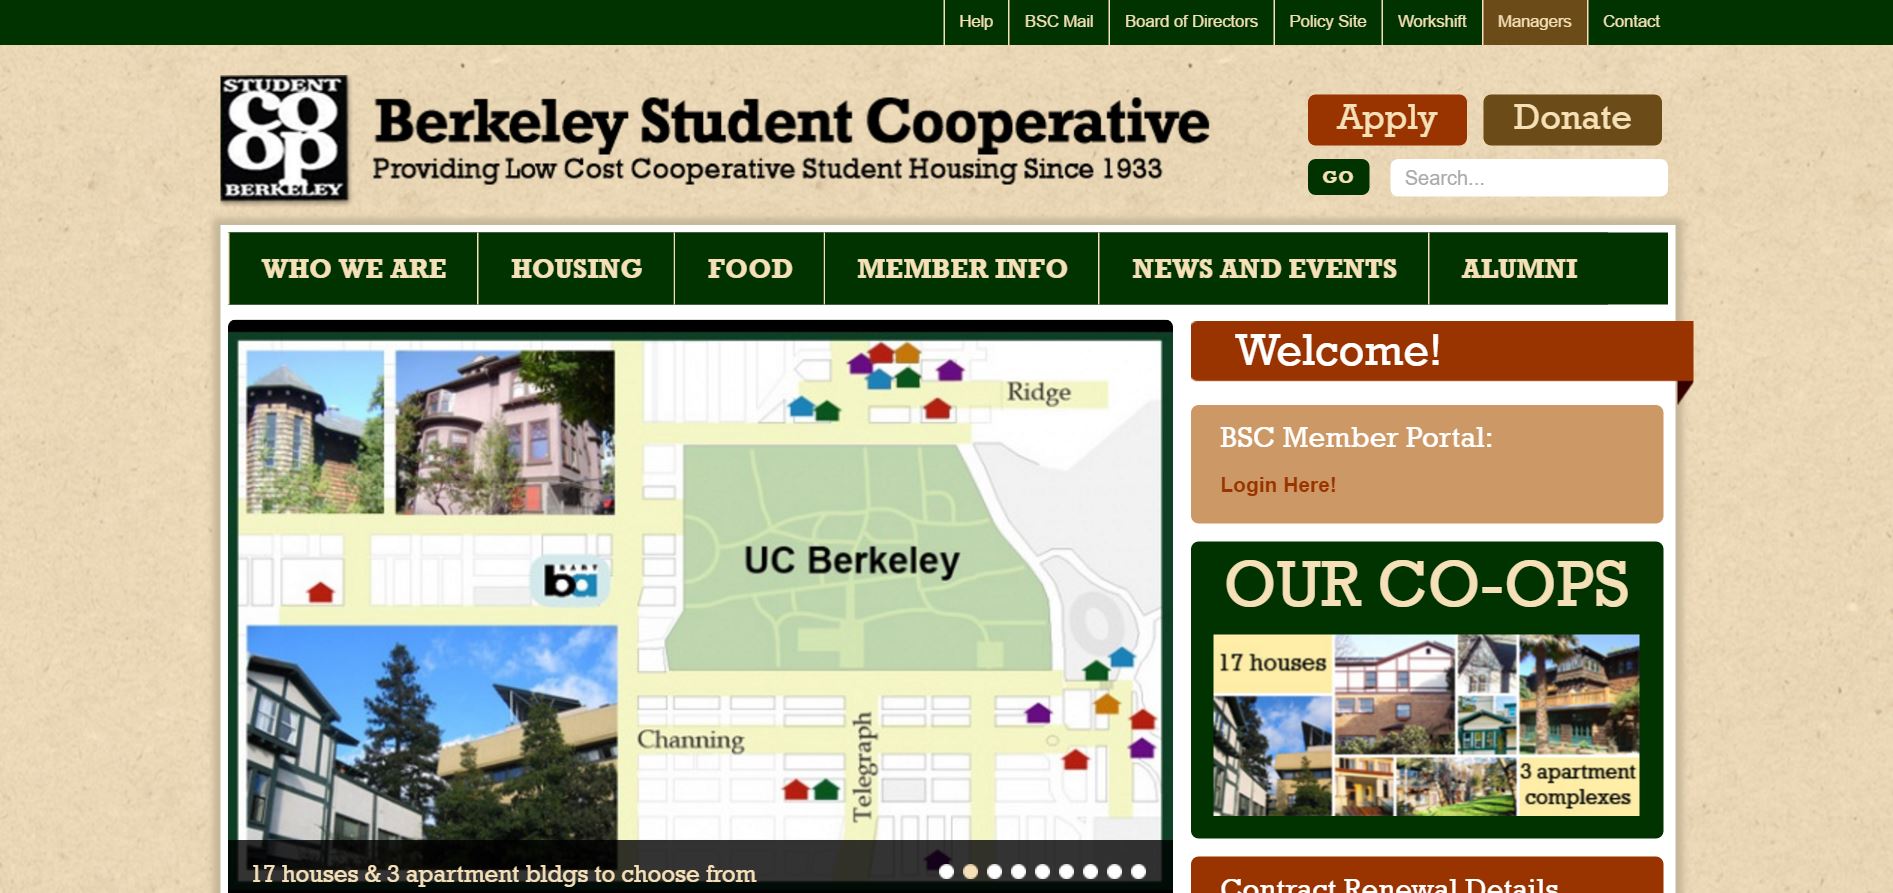 Help
BSC Mail
Board of Directors
Policy Site
Workshift
Managers
Contact
STUDENT
co
op
BERKELEY
Berkeley Student Cooperative
Providing Low Cost Cooperative Student Housing Since 1933
Apply
Donate
GO
Search...
WHO WE ARE
HOUSING
FOOD
MEMBER INFO
NEWS AND EVENTS
ALUMNI
Ridge
UC Berkeley
BART
ba
Channing
Telegraph
17 houses & 3 apartment bldgs to choose from
Welcome!
BSC Member Portal:
Login Here!
OUR CO-OPS
17 houses
3 apartment
complexes
Contract Renewal Details